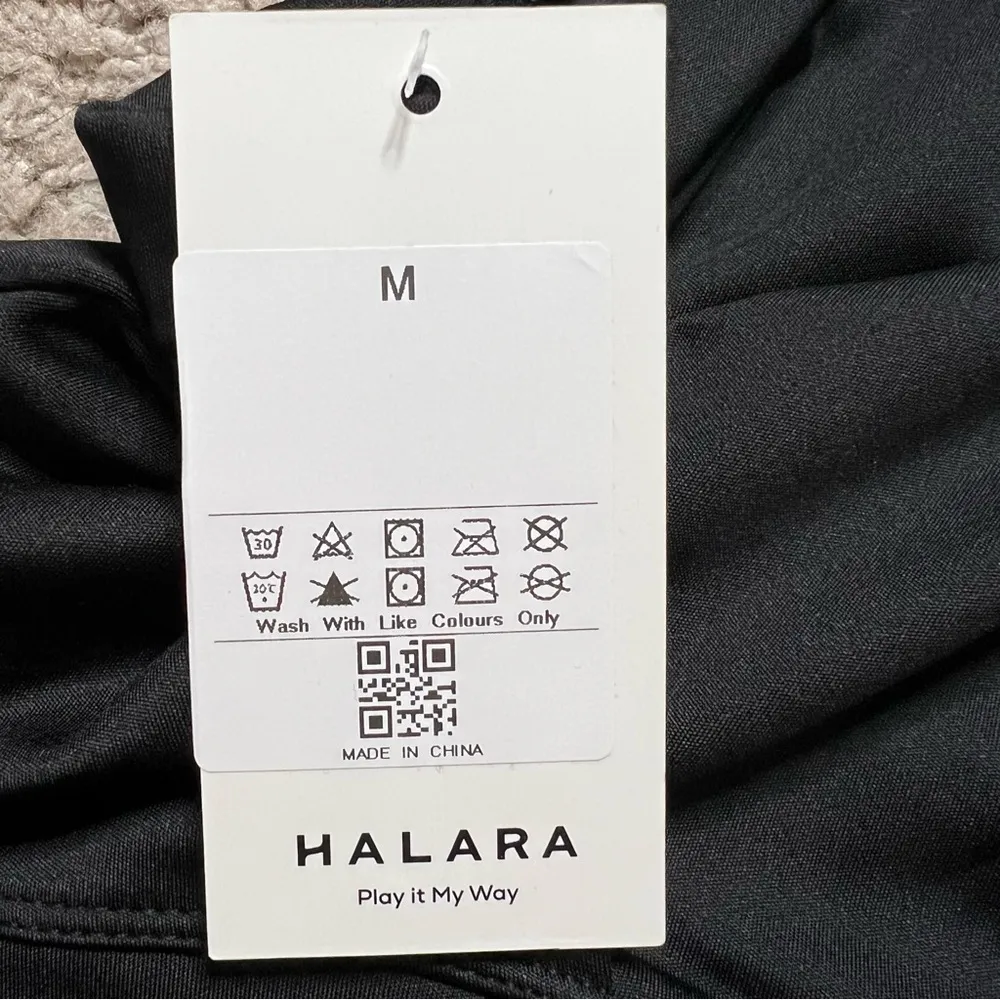 M
30
30℃
Wash With Like Colours Only
MADE IN CHINA
HALARA
Play it My Way